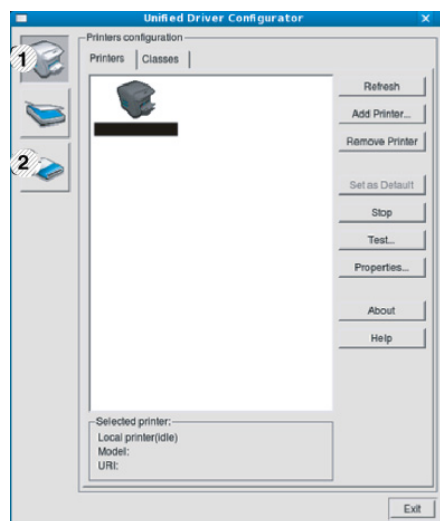 Unified Driver Configurator
Printers configuration
Printers
Classes
1
2
Refresh
Add Printer...
Remove Printer
Set as Default
Stop
Test...
Properties...
About
Help
Selected printer:
Local printer(idle)
Model:
URI:
Exit